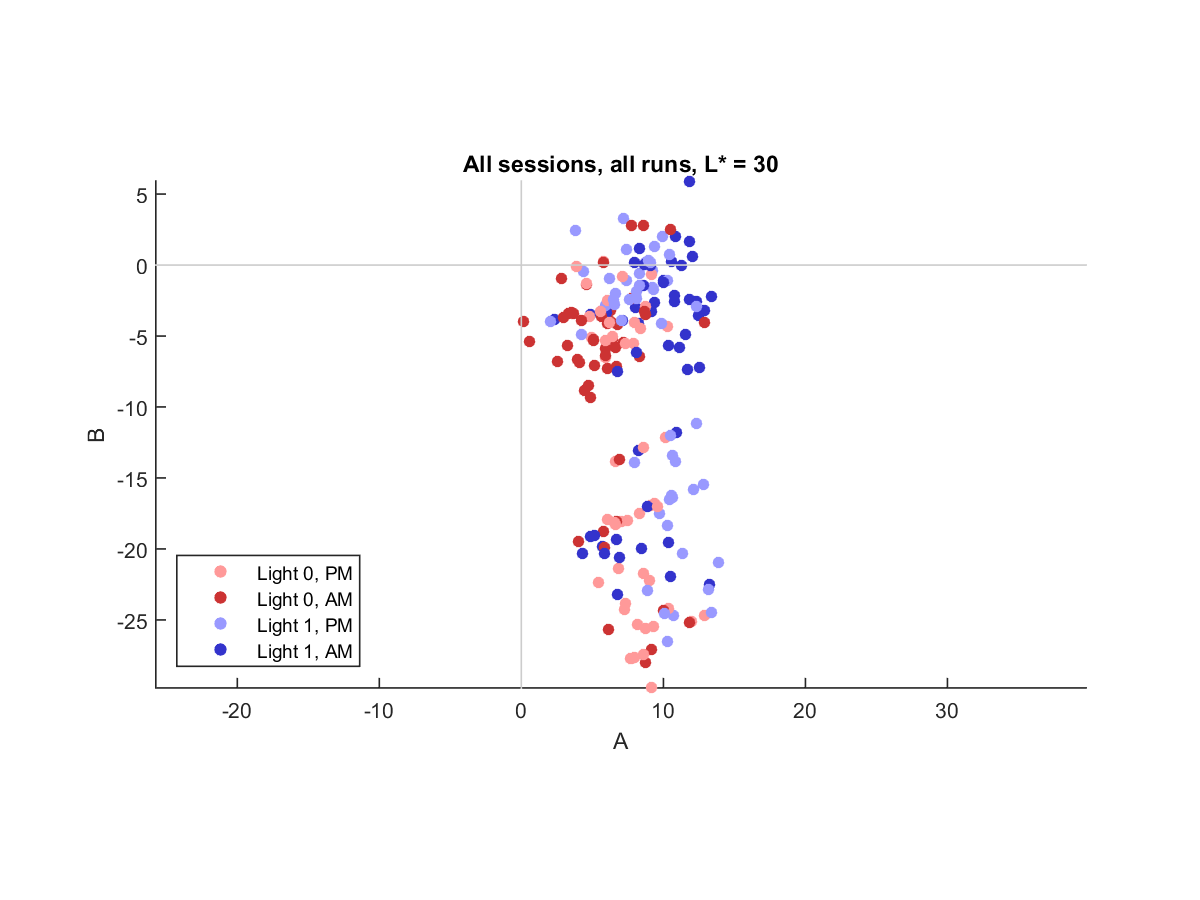 All sessions, all runs, L* = 30
5
0
-5
-10
-15
-20
-25
B
Light 0, PM
Light 0, AM
Light 1, PM
Light 1, AM
-20 -10 0 10 20 30
A